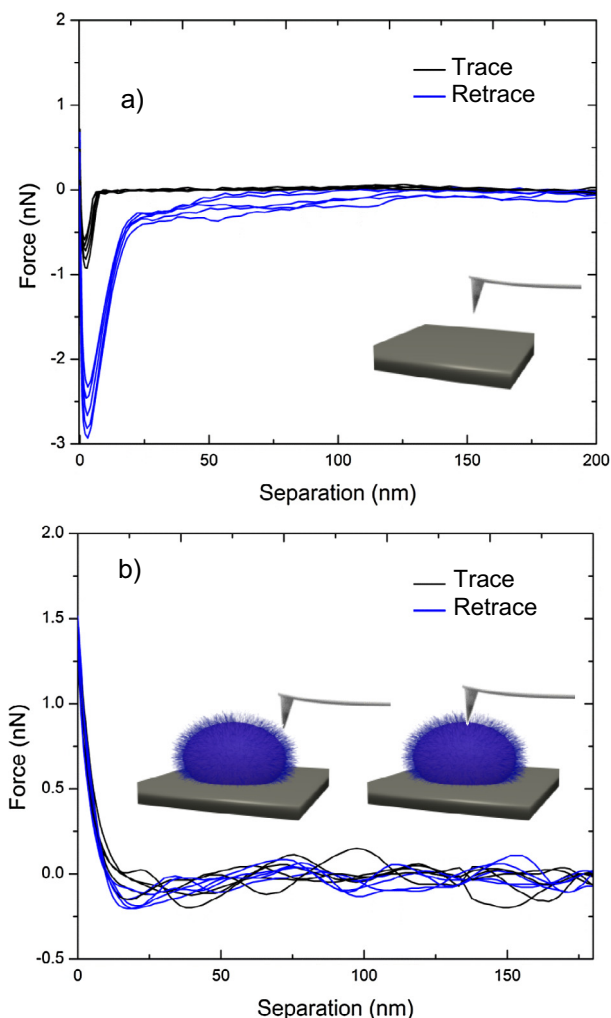 2
Trace
a)
Retrace
1
0
Force (nN)
-1
-2
-3
0
50
100
150
200
Separation (nm)
2.0
b)
Trace
Retrace
1.5
1.0
Force (nN)
0.5
0.0
-0.5
0
50
100
150
Separation (nm)